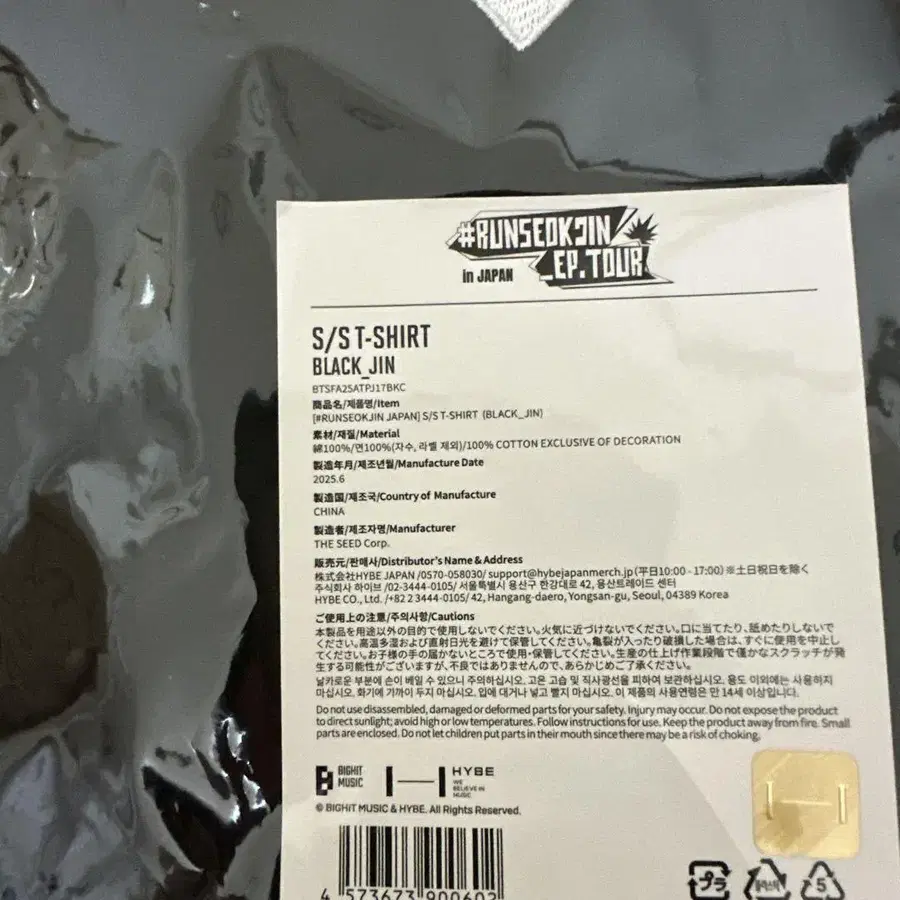 #RUNSEOKJIN
in JAPAN _EP.TOUR
S/S T-SHIRT
BLACK_JIN
BTSFA25ATPJ17BKC
商品名/제품명/Item
[#RUNSEOKJIN JAPAN] S/S T-SHIRT (BLACK_JIN)
素材/재질/Material
綿100%/면100%(자수, 라벨 제외)/100% COTTON EXCLUSIVE OF DECORATION
製造年月/제조년월/Manufacture Date
2025.6
製造国/제조국/Country of Manufacture
CHINA
製造者/제조자명/Manufacturer
THE SEED Corp.
販売元/판매사/Distributor's Name & Address
株式会社HYBE JAPAN /0570-058030/ support@hybejapanmerch.jp (平日10:00 - 17:00) ※土日祝日を除く
주식회사 하이브 /02-3444-0105/ 서울특별시 용산구 한강대로 42, 용산트레이드 센터
HYBE CO., Ltd. /+82 2 3444-0105/ 42, Hangang-daero, Yongsan-gu, Seoul, 04389 Korea
ご使用上の注意/주의사항/Cautions
本製品を用途以外の目的で使用しないでください。火気に近づけないでください。口に当てたり、舐めたりしないで
ください。高温多湿および直射日光を避けて保管してください。亀裂が入ったり破損した場合は、すぐに使用を中止し
てください。お子様の手の届かないところで使用・保管してください。生産の仕上げ作業段階で僅かなスクラッチが発
生する可能性がございますが、不良ではありませんので、あらかじめご了承ください。
날카로운 부분에 손이 베일 수 있으니 주의하십시오. 고온 고습 및 직사광선을 피하여 보관하십시오. 용도 이외에는 사용하지
마십시오. 화기에 가까이 두지 마십시오. 입에 대거나 넣고 빨지 마십시오. 이 제품의 사용연령은 만 14세 이상입니다.
Do not use disassembled, damaged or deformed parts for your safety. Injury may occur. Do not expose the product
to direct sunlight; avoid high or low temperatures. Follow instructions for use. Keep the product away from fire. Small
parts are enclosed. Do not let children put parts in their mouth since there may be a risk of choking.
BIGHIT
MUSIC
HYBE
WE
BELIEVE IN
MUSIC
© BIGHIT MUSIC & HYBE. All Rights Reserved.
4 573673 900602
プラ
5